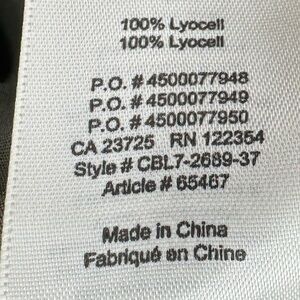 100% Lyocell
100% Lyocell
P.O. # 4500077948
P.O. # 4500077949
P.O. # 4500077950
CA 23725 RN 122354
Style # CBL7-2689-37
Article # 65467
Made in China
Fabriqué en Chine